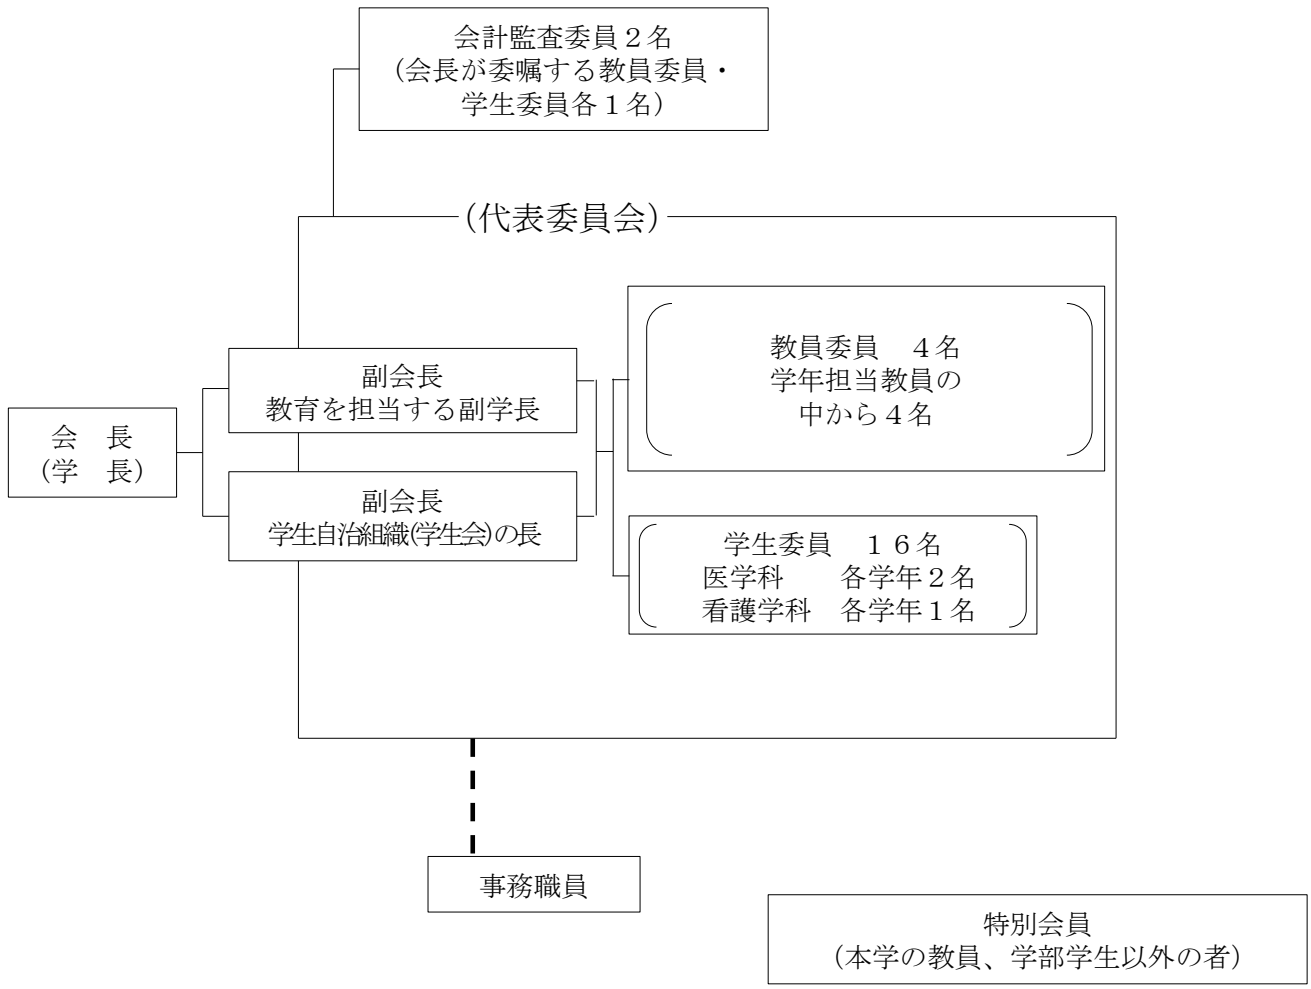 会計監査委員２名
（会長が委嘱する教員委員・
学生委員各１名）
（代表委員会）
教員委員　４名
学年担当教員の
中から４名
副会長
教育を担当する副学長
会　長
（学　長）
副会長
学生自治組織(学生会)の長
学生委員　１６名
医学科　　各学年２名
看護学科　各学年１名
事務職員
特別会員
（本学の教員、学部学生以外の者）